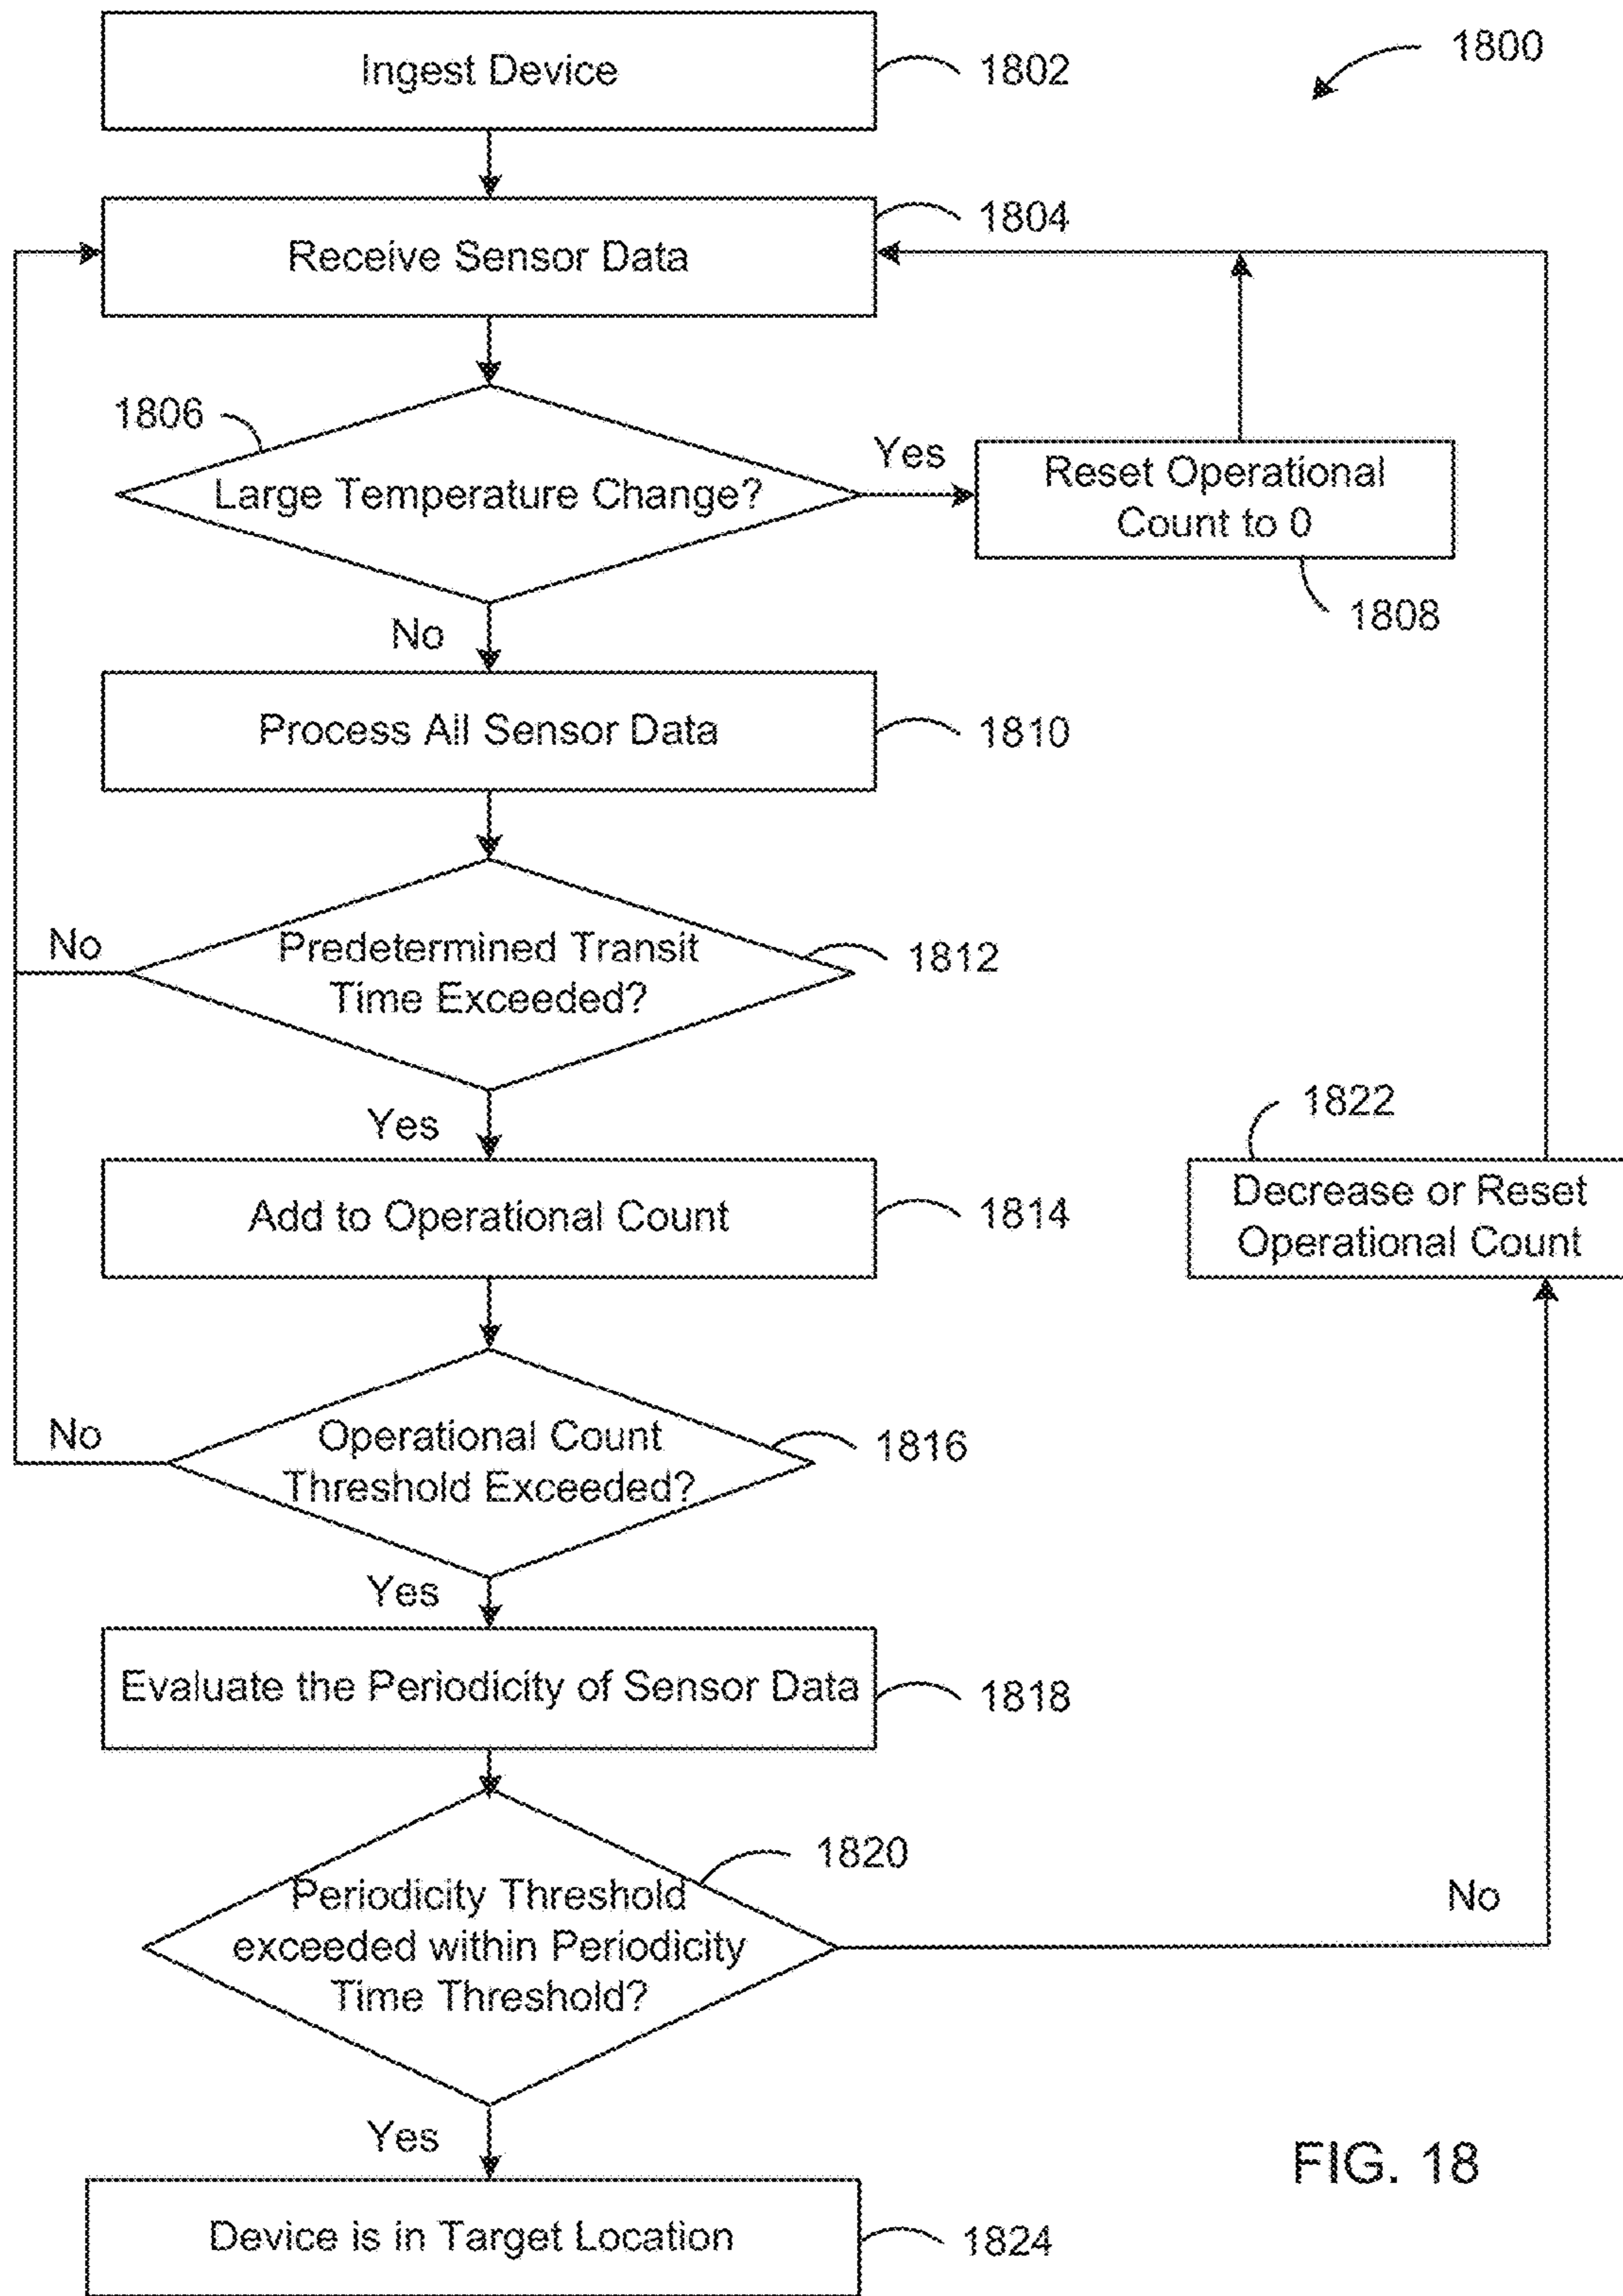 1800
Ingest Device
1802
Receive Sensor Data
1804
1806
Large Temperature Change?
Yes
Reset Operational
Count to 0
1808
No
Process All Sensor Data
1810
No
Predetermined Transit
Time Exceeded?
1812
Yes
Add to Operational Count
1814
1822
Decrease or Reset
Operational Count
No
Operational Count
Threshold Exceeded?
1816
Yes
Evaluate the Periodicity of Sensor Data
1818
1820
Periodicity Threshold
exceeded within Periodicity
Time Threshold?
No
Yes
Device is in Target Location
1824
FIG. 18